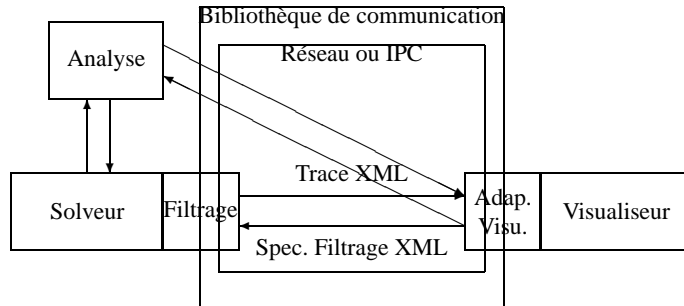 Bibliothèque de communication
Réseau ou IPC
Analyse
Trace XML
Solveur
Filtrage
Adap.
Visu.
Visualiseur
Spec. Filtrage XML